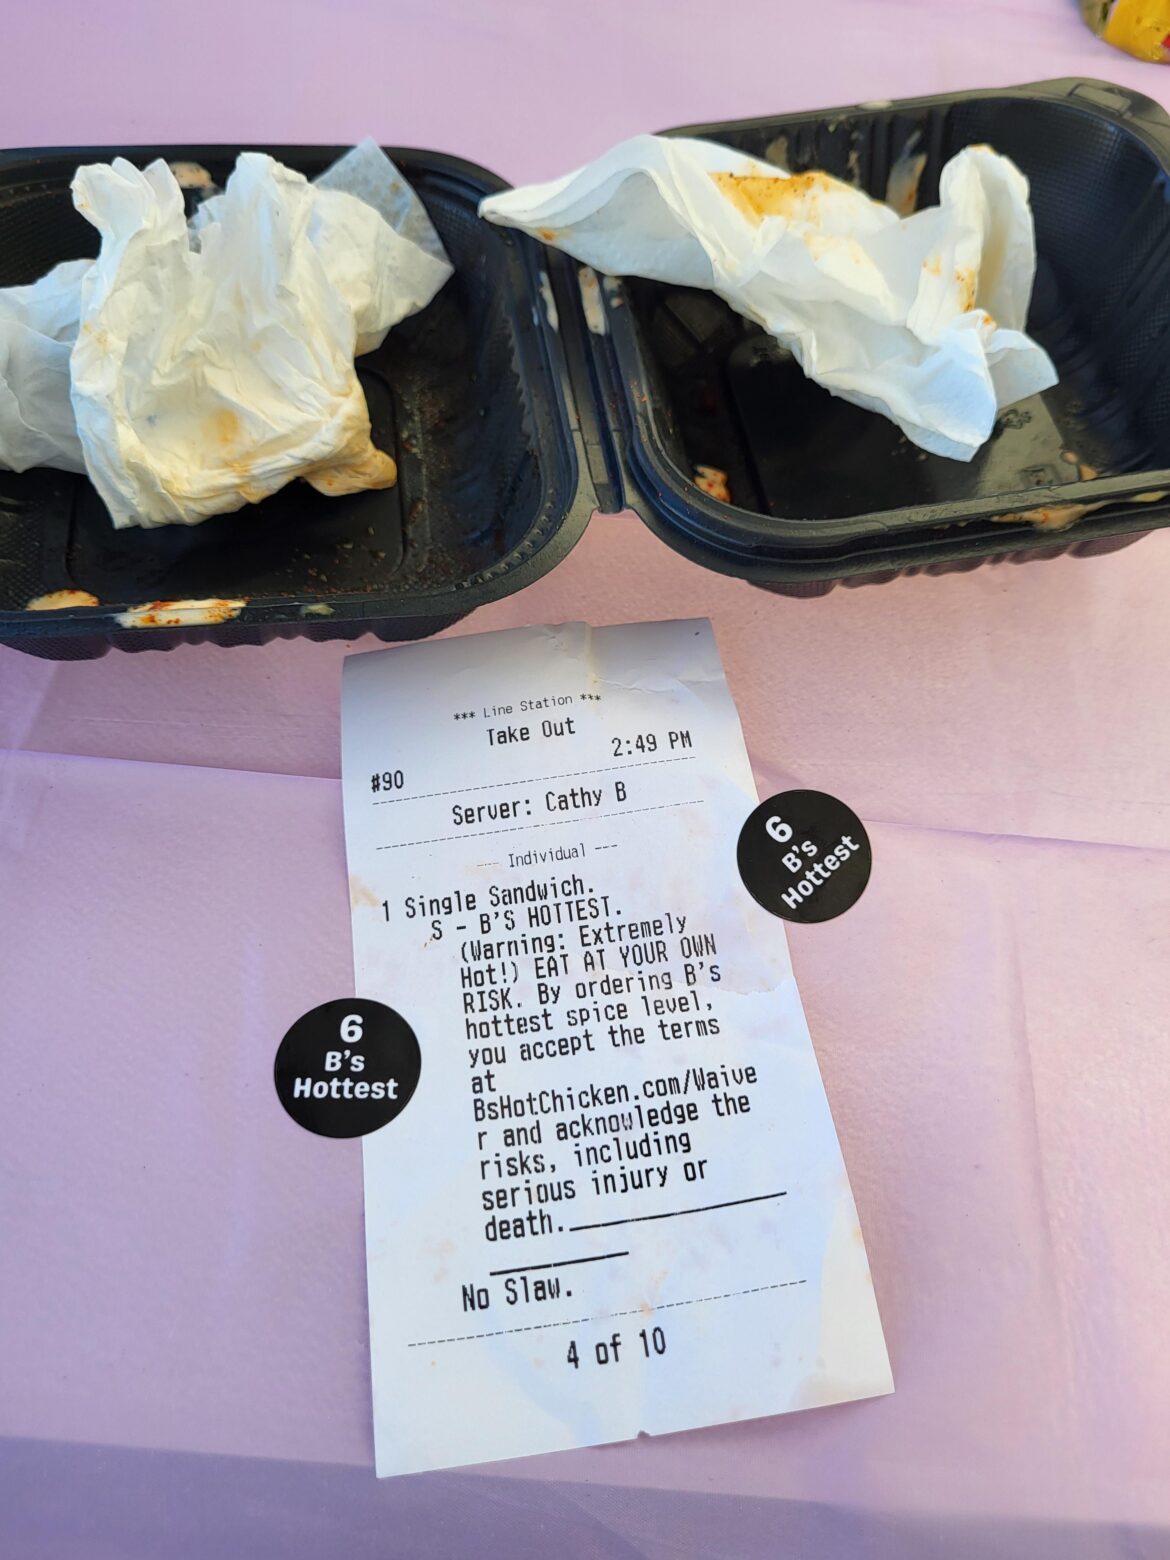 *** Line Station ***
Take Out
2:49 PM
#90
Server: Cathy B
--- Individual ---
1 Single Sandwich.
S - B'S HOTTEST.
(Warning: Extremely
Hot!) EAT AT YOUR OWN
RISK. By ordering B's
hottest spice level,
you accept the terms
at
BsHotChicken.com/Waive
r and acknowledge the
risks, including
serious injury or
death.
No Slaw.
4 of 10
6
B's
Hottest
6
B's
Hottest